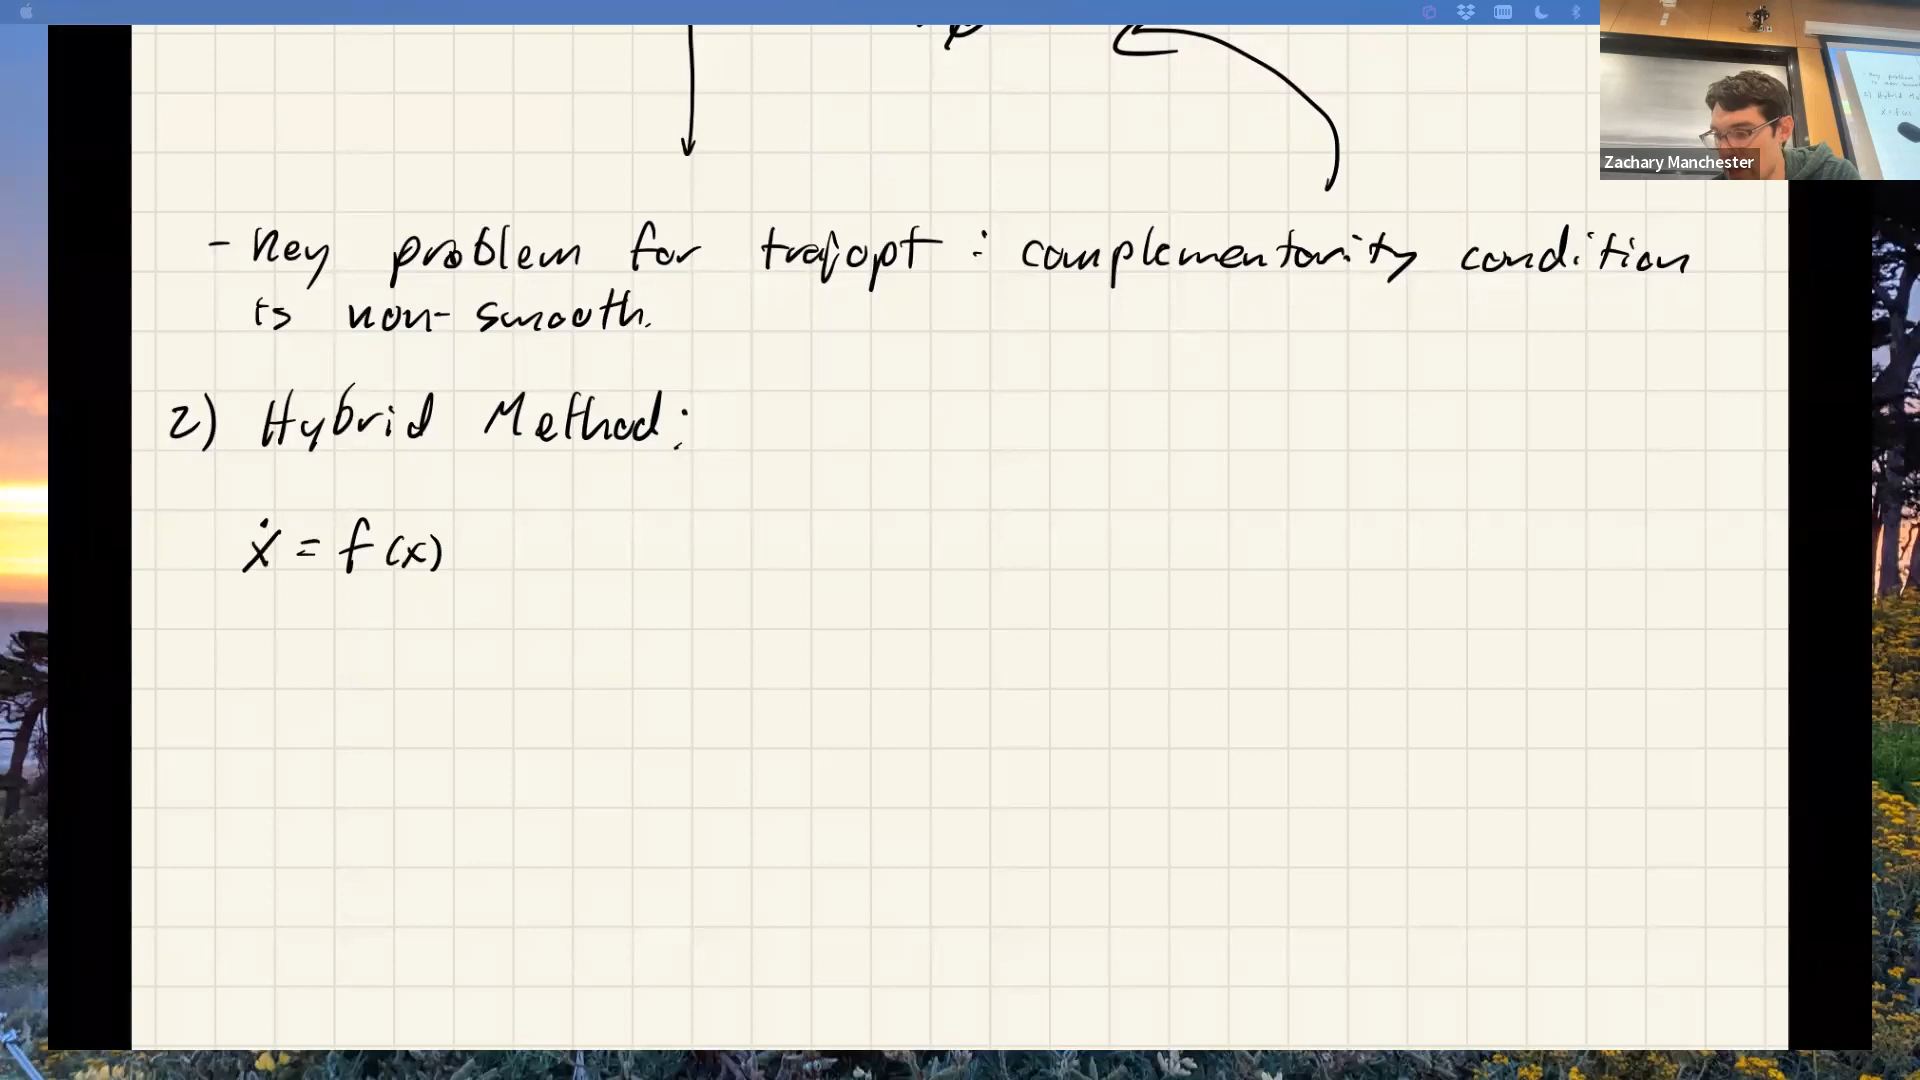 - Key problem for trajopt : complementarity condition
is non-smooth.
2) Hybrid Method:
ẋ = f(x)
Zachary Manchester